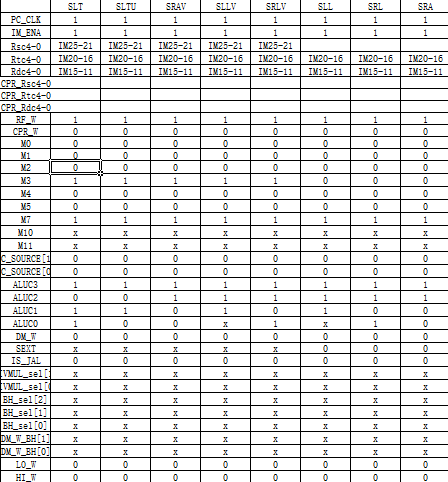 SLT SLTU SRAV SLLV SRLV SLL SRL SRA
PC_CLK 1 1 1 1 1 1 1 1
IM_ENA 1 1 1 1 1 1 1 1
Rsc4-0 IM25-21 IM25-21 IM25-21 IM25-21 IM25-21
Rtc4-0 IM20-16 IM20-16 IM20-16 IM20-16 IM20-16 IM20-16 IM20-16 IM20-16
Rdc4-0 IM15-11 IM15-11 IM15-11 IM15-11 IM15-11 IM15-11 IM15-11 IM15-11
CPR_Rsc4-0
CPR_Rtc4-0
CPR_Rdc4-0
RF_W 1 1 1 1 1 1 1 1
CPR_W 0 0 0 0 0 0 0 0
M0 0 0 0 0 0 0 0 0
M1 0 0 0 0 0 0 0 0
M2 0 0 0 0 0 0 0 0
M3 1 1 1 1 1 0 0 0
M4 0 0 0 0 0 0 0 0
M5 0 0 0 0 0 0 0 0
M7 1 1 1 1 1 1 1 1
M10 x x x x x x x x
M11 x x x x x x x x
C_SOURCE[1 0 0 0 0 0 0 0 0
C_SOURCE[0 0 0 0 0 0 0 0 0
ALUC3 1 1 1 1 1 1 1 1
ALUC2 0 0 1 1 1 1 1 1
ALUC1 1 1 0 1 0 1 0 0
ALUC0 1 0 0 x x x 1 0
DM_W 0 0 0 0 0 0 0 0
SEXT x x x x x 0 0 0
IS_JAL 0 0 0 0 0 0 0 0
IVMUL_sel[1 x x x x x x x x
IVMUL_sel[0 x x x x x x x x
BH_sel[2] x x x x x x x x
BH_sel[1] x x x x x x x x
BH_sel[0] x x x x x x x x
DM_W_BH[1] x x x x x x x x
DM_W_BH[0] x x x x x x x x
LO_W 0 0 0 0 0 0 0 0
HI_W 0 0 0 0 0 0 0 0